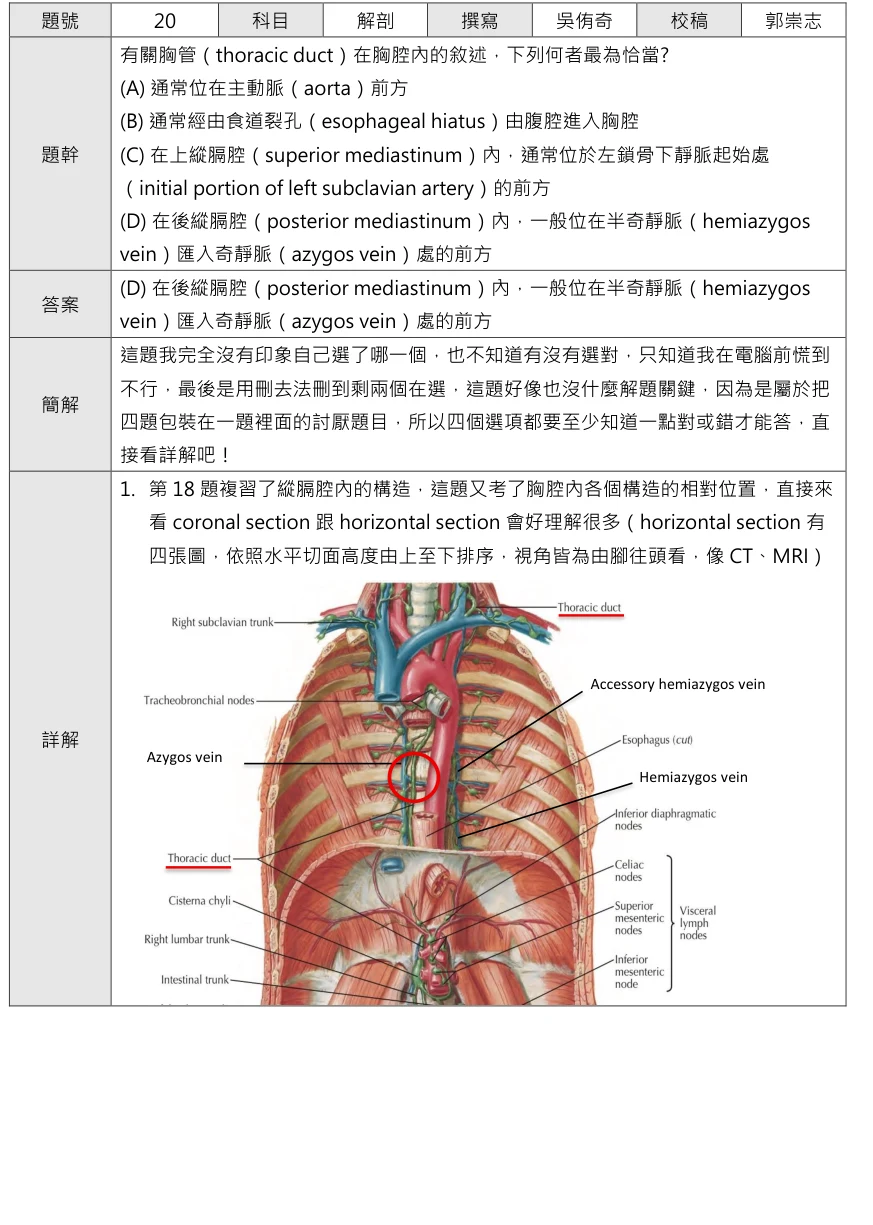 題號 20 科目 解剖 撰寫 吳侑奇 校稿 郭崇志
題幹
有關胸管（thoracic duct）在胸腔內的敘述，下列何者最為恰當?
(A) 通常位在主動脈（aorta）前方
(B) 通常經由食道裂孔（esophageal hiatus）由腹腔進入胸腔
(C) 在上縱膈腔（superior mediastinum）內，通常位於左鎖骨下靜脈起始處
（initial portion of left subclavian artery）的前方
(D) 在後縱膈腔（posterior mediastinum）內，一般位在半奇靜脈（hemiazygos
vein）匯入奇靜脈（azygos vein）處的前方
答案
(D) 在後縱膈腔（posterior mediastinum）內，一般位在半奇靜脈（hemiazygos
vein）匯入奇靜脈（azygos vein）處的前方
簡解
這題我完全沒有印象自己選了哪一個，也不知道有沒有選對，只知道我在電腦前慌到
不行，最後是用刪去法刪到剩兩個在選，這題好像也沒什麼解題關鍵，因為是屬於把
四題包裝在一題裡面的討厭題目，所以四個選項都要至少知道一點對或錯才能答，直
接看詳解吧！
詳解
1. 第 18 題複習了縱膈腔內的構造，這題又考了胸腔內各個構造的相對位置，直接來
看 coronal section 跟 horizontal section 會好理解很多（horizontal section 有
四張圖，依照水平切面高度由上至下排序，視角皆為由腳往頭看，像 CT、MRI）
Thoracic duct
Right subclavian trunk
Accessory hemiazygos vein
Tracheobronchial nodes
Esophagus (cut)
Azygos vein
Hemiazygos vein
Inferior diaphragmatic
nodes
Thoracic duct
Celiac
nodes
Cisterna chyli
Superior
mesenteric
nodes
Visceral
lymph
nodes
Right lumbar trunk
Inferior
mesenteric
node
Intestinal trunk